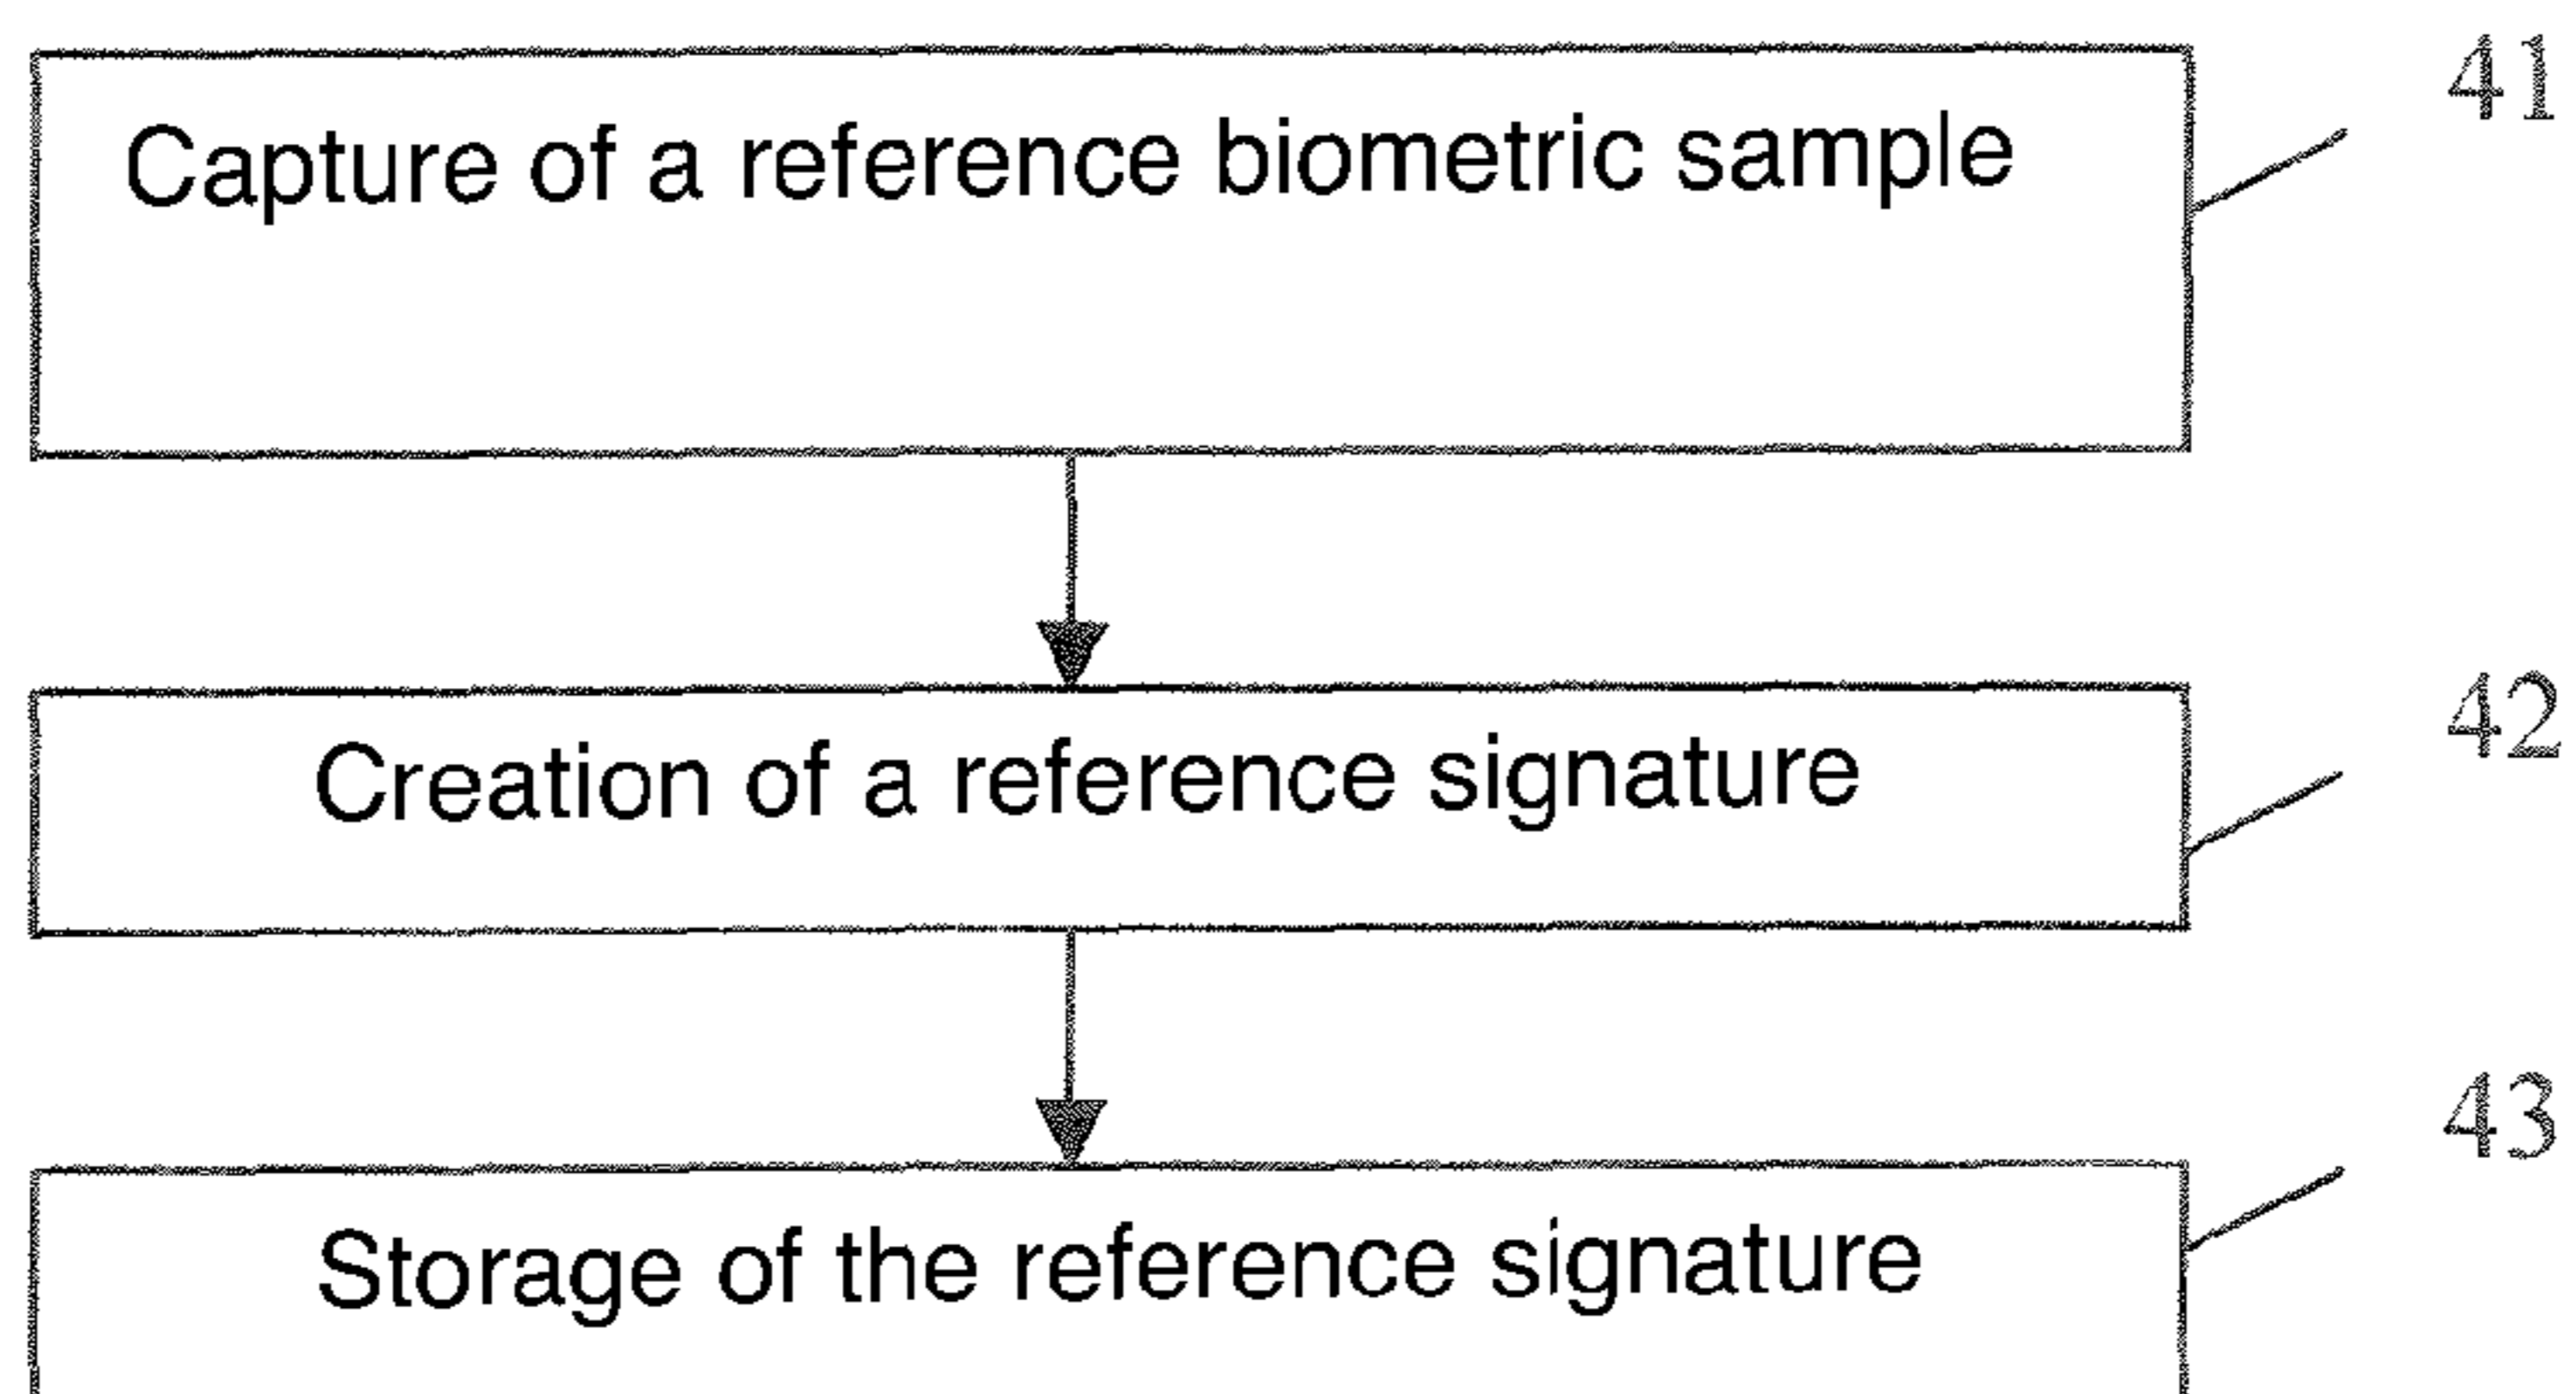 41
Capture of a reference biometric sample
42
Creation of a reference signature
43
Storage of the reference signature